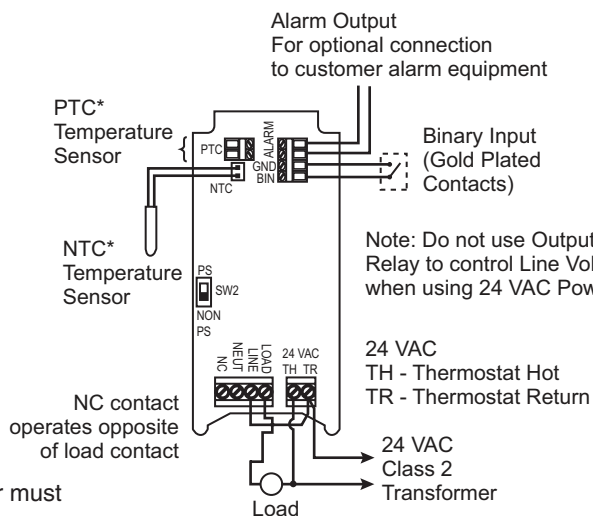 Alarm Output
For optional connection
to customer alarm equipment
PTC*
Temperature
Sensor
PTC
ALARM
GND
BIN
NTC
Binary Input
(Gold Plated
Contacts)
NTC*
Temperature
Sensor
PS
SW2
NON
PS
Note: Do not use Output
Relay to control Line
when using 24 VAC
NC
NEUT
LINE
LOAD
24 VAC
TH TR
24 VAC
TH - Thermostat Hot
TR - Thermostat Return
NC contact
operates opposite
of load contact
24 VAC
Class 2
Transformer
must
Load